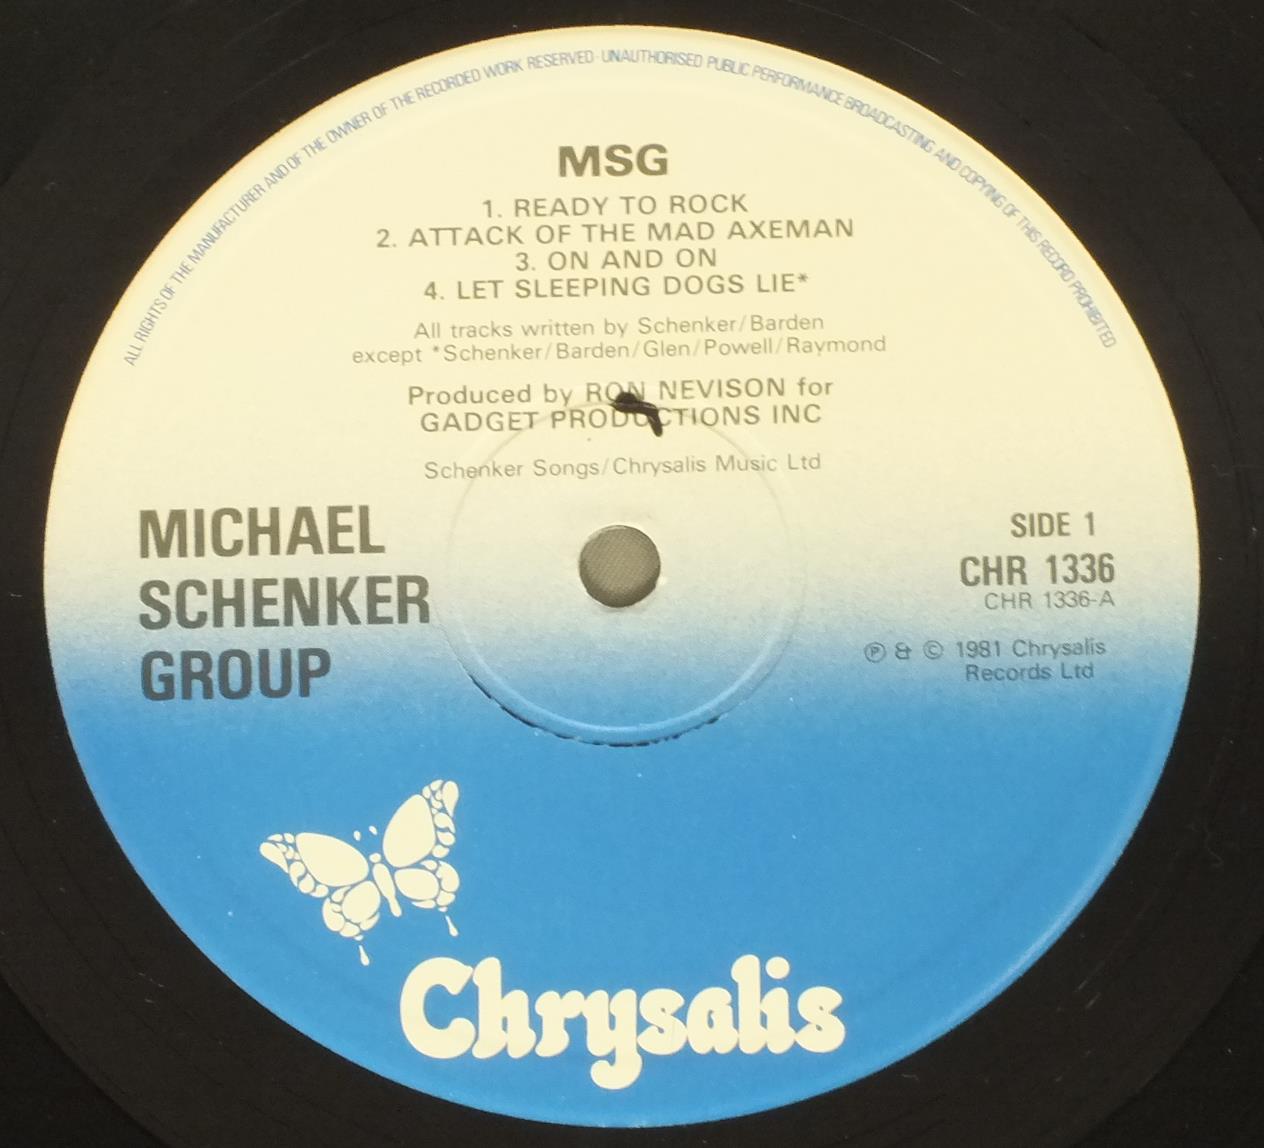 ALL RIGHTS OF THE MANUFACTURER AND OF THE OWNER OF THE RECORDED WORK RESERVED · UNAUTHORISED PUBLIC PERFORMANCE BROADCASTING AND COPYING OF THIS RECORD PROHIBITED
MSG
1. READY TO ROCK
2. ATTACK OF THE MAD AXEMAN
3. ON AND ON
4. LET SLEEPING DOGS LIE*
All tracks written by Schenker/Barden
except *Schenker/Barden/Glen/Powell/Raymond
Produced by RON NEVISON for
GADGET PRODUCTIONS INC
Schenker Songs/Chrysalis Music Ltd
MICHAEL
SCHENKER
GROUP
SIDE 1
CHR 1336
CHR 1336-A
℗ & © 1981 Chrysalis
Records Ltd
Chrysalis